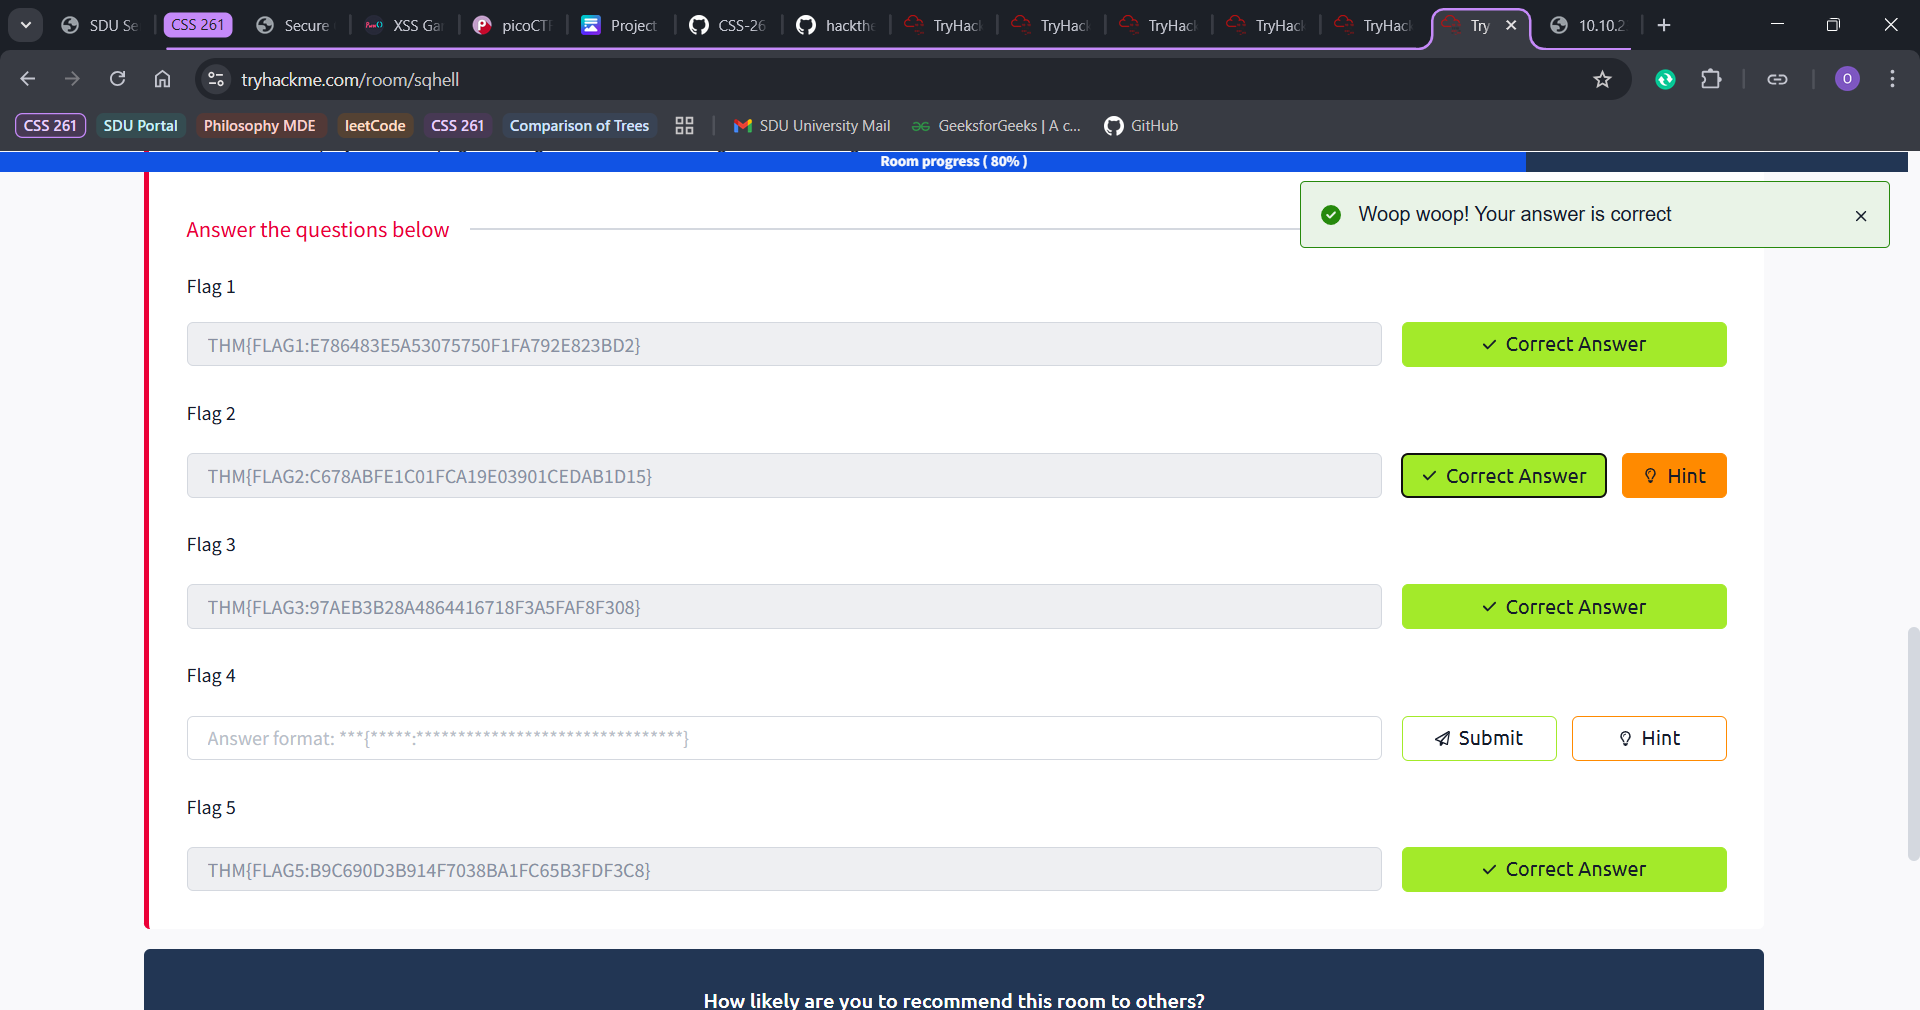 SDU Se
CSS 261
Secure
XSS Ga
picoCT
Project
CSS-26
hackthe
TryHack
TryHack
TryHack
TryHack
TryHack
Try
10.10.2
tryhackme.com/room/sqhell
O
CSS 261
SDU Portal
Philosophy MDE
leetCode
CSS 261
Comparison of Trees
SDU University Mail
GeeksforGeeks | A c...
GitHub
Room progress ( 80% )
Woop woop! Your answer is correct
Answer the questions below
Flag 1
THM{FLAG1:E786483E5A53075750F1FA792E823BD2}
Correct Answer
Flag 2
THM{FLAG2:C678ABFE1C01FCA19E03901CEDAB1D15}
Correct Answer
Hint
Flag 3
THM{FLAG3:97AEB3B28A4864416718F3A5FAF8F308}
Correct Answer
Flag 4
Answer format: ***{*****:********************************}
Submit
Hint
Flag 5
THM{FLAG5:B9C690D3B914F7038BA1FC65B3FDF3C8}
Correct Answer
How likely are you to recommend this room to others?